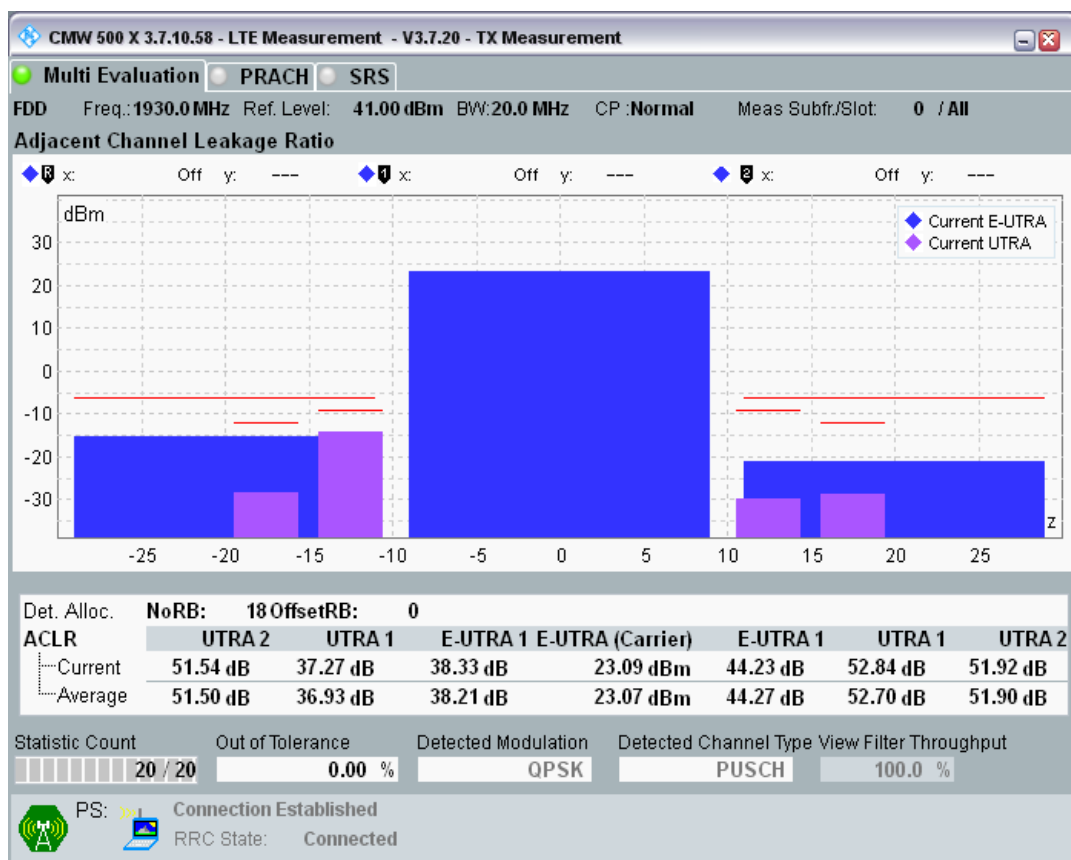 CMW 500 X 3.7.10.58 - LTE Measurement - V3.7.20 - TX Measurement
Multi Evaluation PRACH SRS
FDD Freq.: 1930.0 MHz Ref. Level: 41.00 dBm BW: 20.0 MHz CP : Normal Meas Subfr./Slot: 0 / All
Adjacent Channel Leakage Ratio
R x: Off y: --- 1 x: Off y: --- 2 x: Off y: ---
dBm
Current E-UTRA
Current UTRA
30
20
10
0
-10
-20
-30
z
-25 -20 -15 -10 -5 0 5 10 15 20 25
Det. Alloc. NoRB: 18 OffsetRB: 0
ACLR UTRA 2 UTRA 1 E-UTRA 1 E-UTRA (Carrier) E-UTRA 1 UTRA 1 UTRA 2
Current 51.54 dB 37.27 dB 38.33 dB 23.09 dBm 44.23 dB 52.84 dB 51.92 dB
Average 51.50 dB 36.93 dB 38.21 dB 23.07 dBm 44.27 dB 52.70 dB 51.90 dB
Statistic Count Out of Tolerance Detected Modulation Detected Channel Type View Filter Throughput
20 / 20 0.00 % QPSK PUSCH 100.0 %
PS: Connection Established
RRC State: Connected